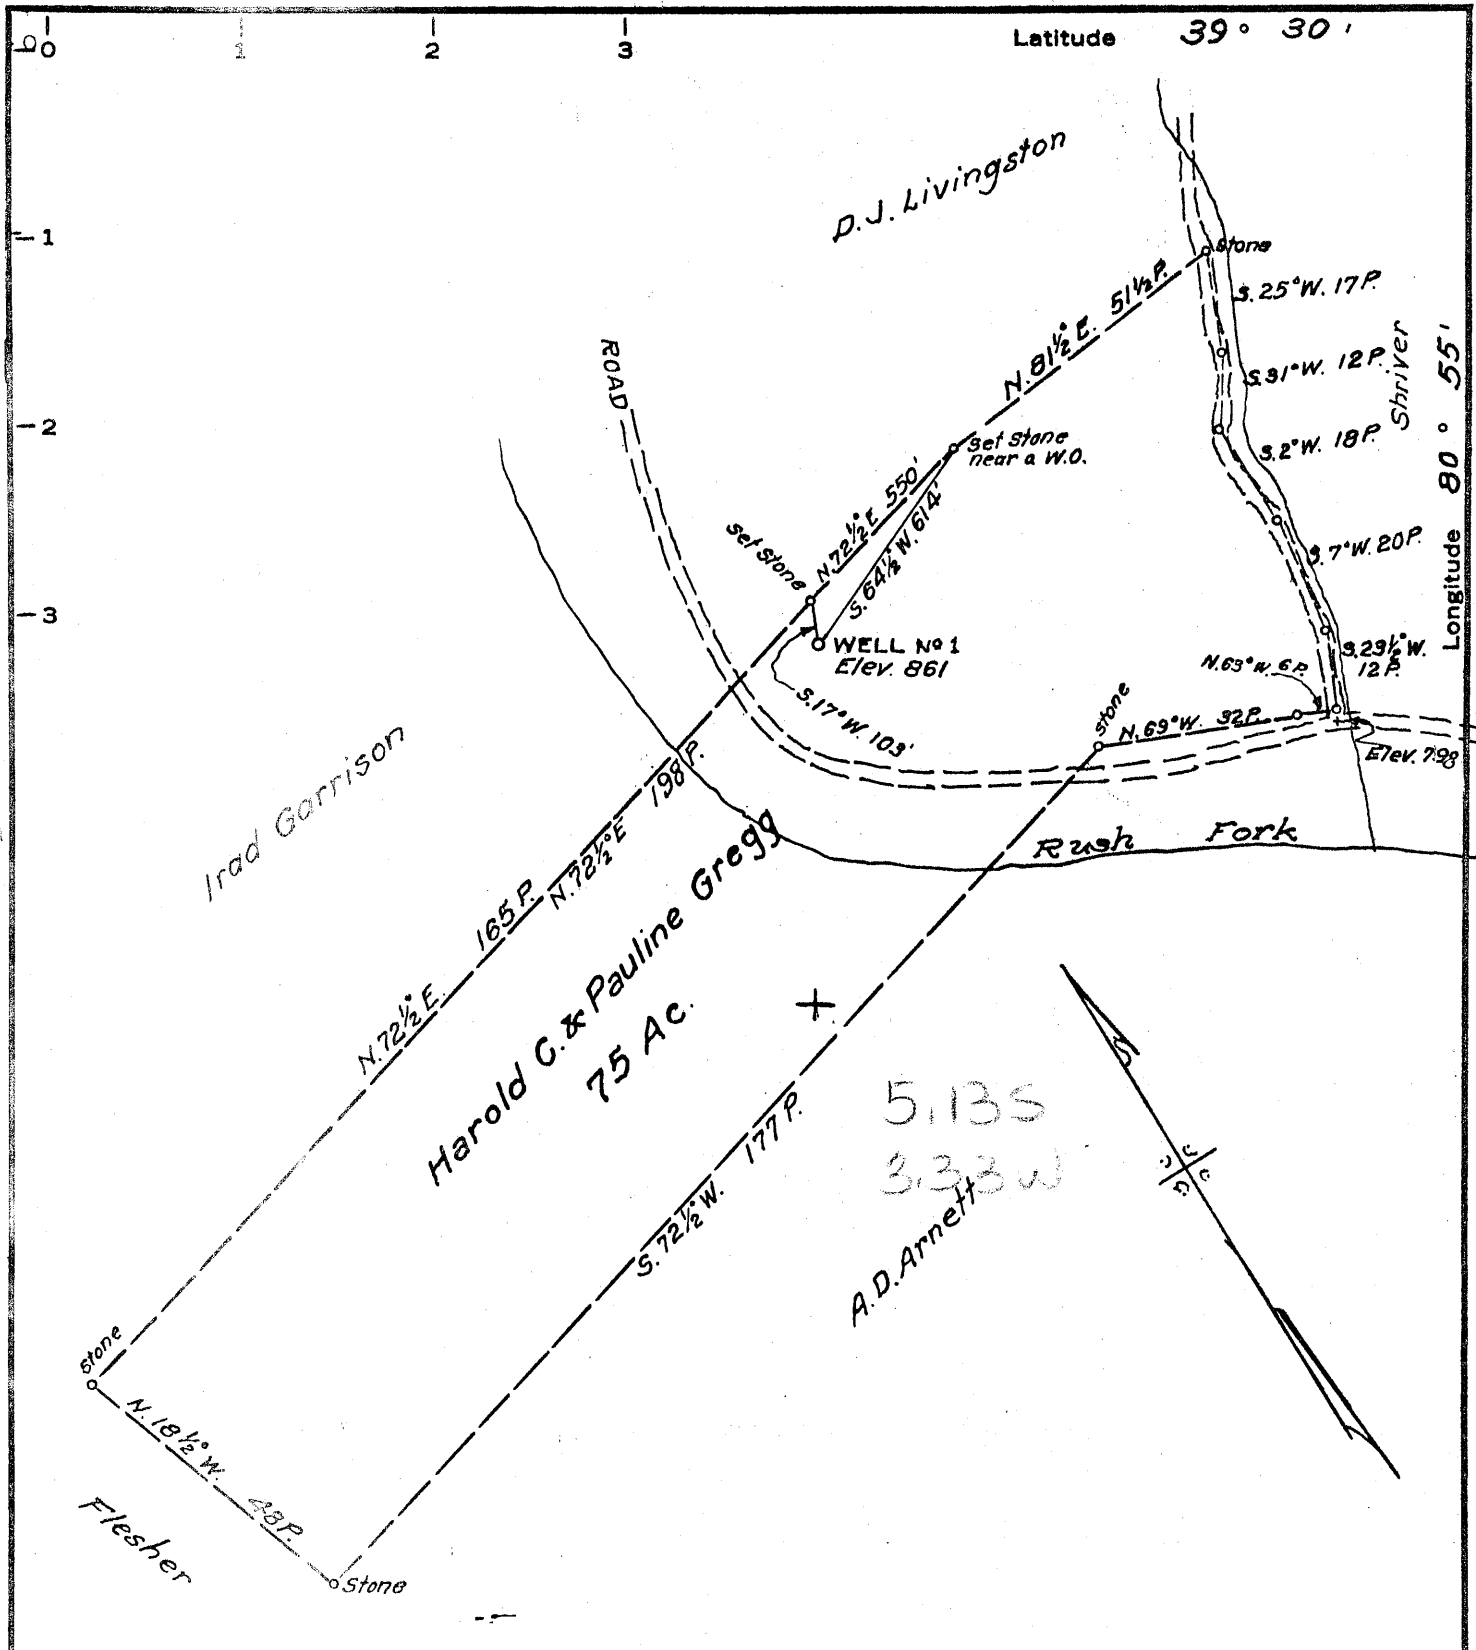 0
1
2
3
Latitude 39° 30'
-1
-2
-3
Longitude 80° 55'
D.J. Livingston
Stone
S.25°W. 17P.
S.31°W. 12P.
Shriver
S.2°W. 18P.
S.7°W. 20P.
S.23½°W.
12P.
N.63°W. 6P.
N.69°W. 32P.
Elev. 798
Stone
N.81½°E. 51½P.
Set Stone
near a W.O.
ROAD
N.72½°E 550'
S.64½°W. 614'
Set Stone
WELL Nº 1
Elev. 861
S.17°W. 103'
Irad Garrison
198 P.
N.72½°E
165 P.
N.72½°E.
Rush Fork
Harold C. & Pauline Gregg
75 Ac.
S. 72½°W. 177 P.
5.13S
3.33W
A.D. Arnett
Stone
N.18½°W. 48P.
Flesher
Stone